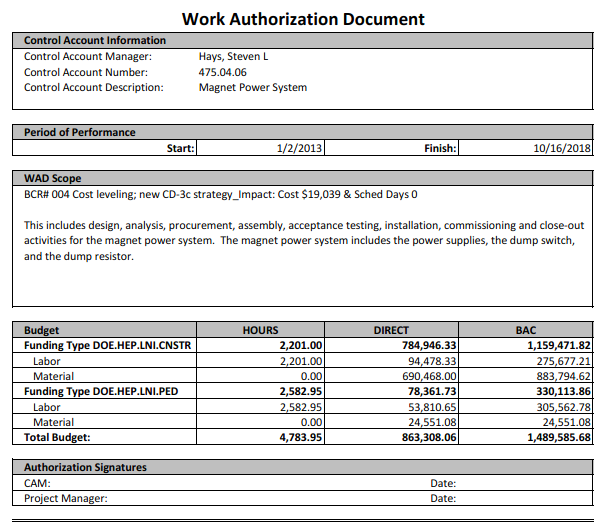 Work Authorization Document
Control Account Information
Control Account Manager: Hays, Steven L
Control Account Number: 475.04.06
Control Account Description: Magnet Power System
Period of Performance
Start: 1/2/2013 Finish: 10/16/2018
WAD Scope
BCR# 004 Cost leveling; new CD-3c strategy_Impact: Cost $19,039 & Sched Days 0
This includes design, analysis, procurement, assembly, acceptance testing, installation, commissioning and close-out
activities for the magnet power system. The magnet power system includes the power supplies, the dump switch,
and the dump resistor.
Budget HOURS DIRECT BAC
Funding Type DOE.HEP.LNI.CNSTR 2,201.00 784,946.33 1,159,471.82
Labor 2,201.00 94,478.33 275,677.21
Material 0.00 690,468.00 883,794.62
Funding Type DOE.HEP.LNI.PED 2,582.95 78,361.73 330,113.86
Labor 2,582.95 53,810.65 305,562.78
Material 0.00 24,551.08 24,551.08
Total Budget: 4,783.95 863,308.06 1,489,585.68
Authorization Signatures
CAM: Date:
Project Manager: Date: